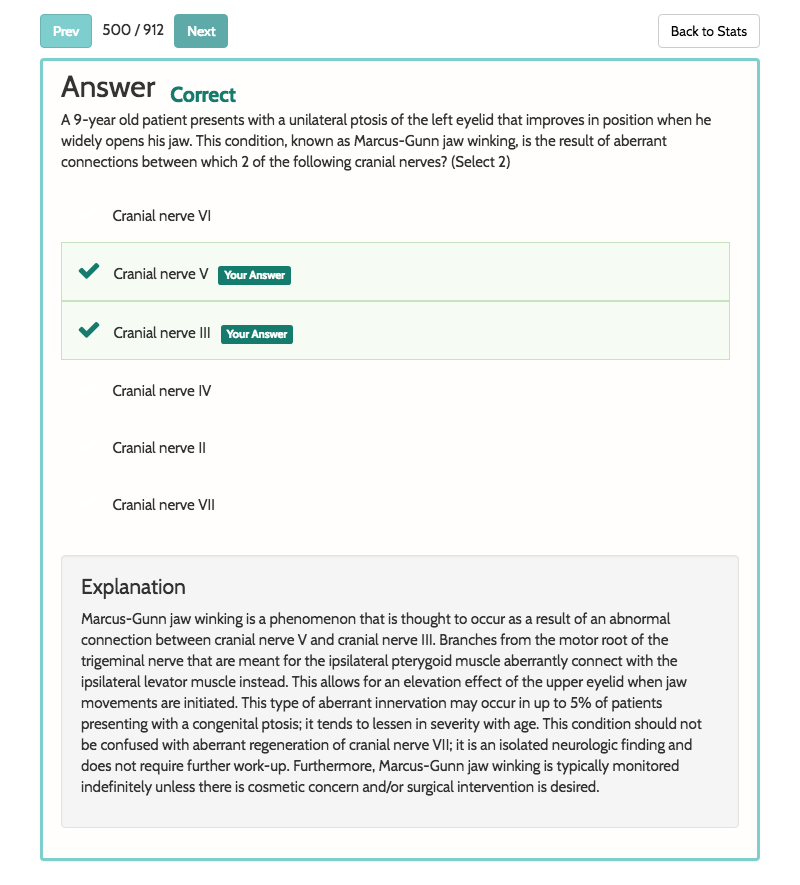 Prev 500 / 912 Next Back to Stats
Answer Correct
A 9-year old patient presents with a unilateral ptosis of the left eyelid that improves in position when he
widely opens his jaw. This condition, known as Marcus-Gunn jaw winking, is the result of aberrant
connections between which 2 of the following cranial nerves? (Select 2)
Cranial nerve VI
Cranial nerve V Your Answer
Cranial nerve III Your Answer
Cranial nerve IV
Cranial nerve II
Cranial nerve VII
Explanation
Marcus-Gunn jaw winking is a phenomenon that is thought to occur as a result of an abnormal
connection between cranial nerve V and cranial nerve III. Branches from the motor root of the
trigeminal nerve that are meant for the ipsilateral pterygoid muscle aberrantly connect with the
ipsilateral levator muscle instead. This allows for an elevation effect of the upper eyelid when jaw
movements are initiated. This type of aberrant innervation may occur in up to 5% of patients
presenting with a congenital ptosis; it tends to lessen in severity with age. This condition should not
be confused with aberrant regeneration of cranial nerve VII; it is an isolated neurologic finding and
does not require further work-up. Furthermore, Marcus-Gunn jaw winking is typically monitored
indefinitely unless there is cosmetic concern and/or surgical intervention is desired.